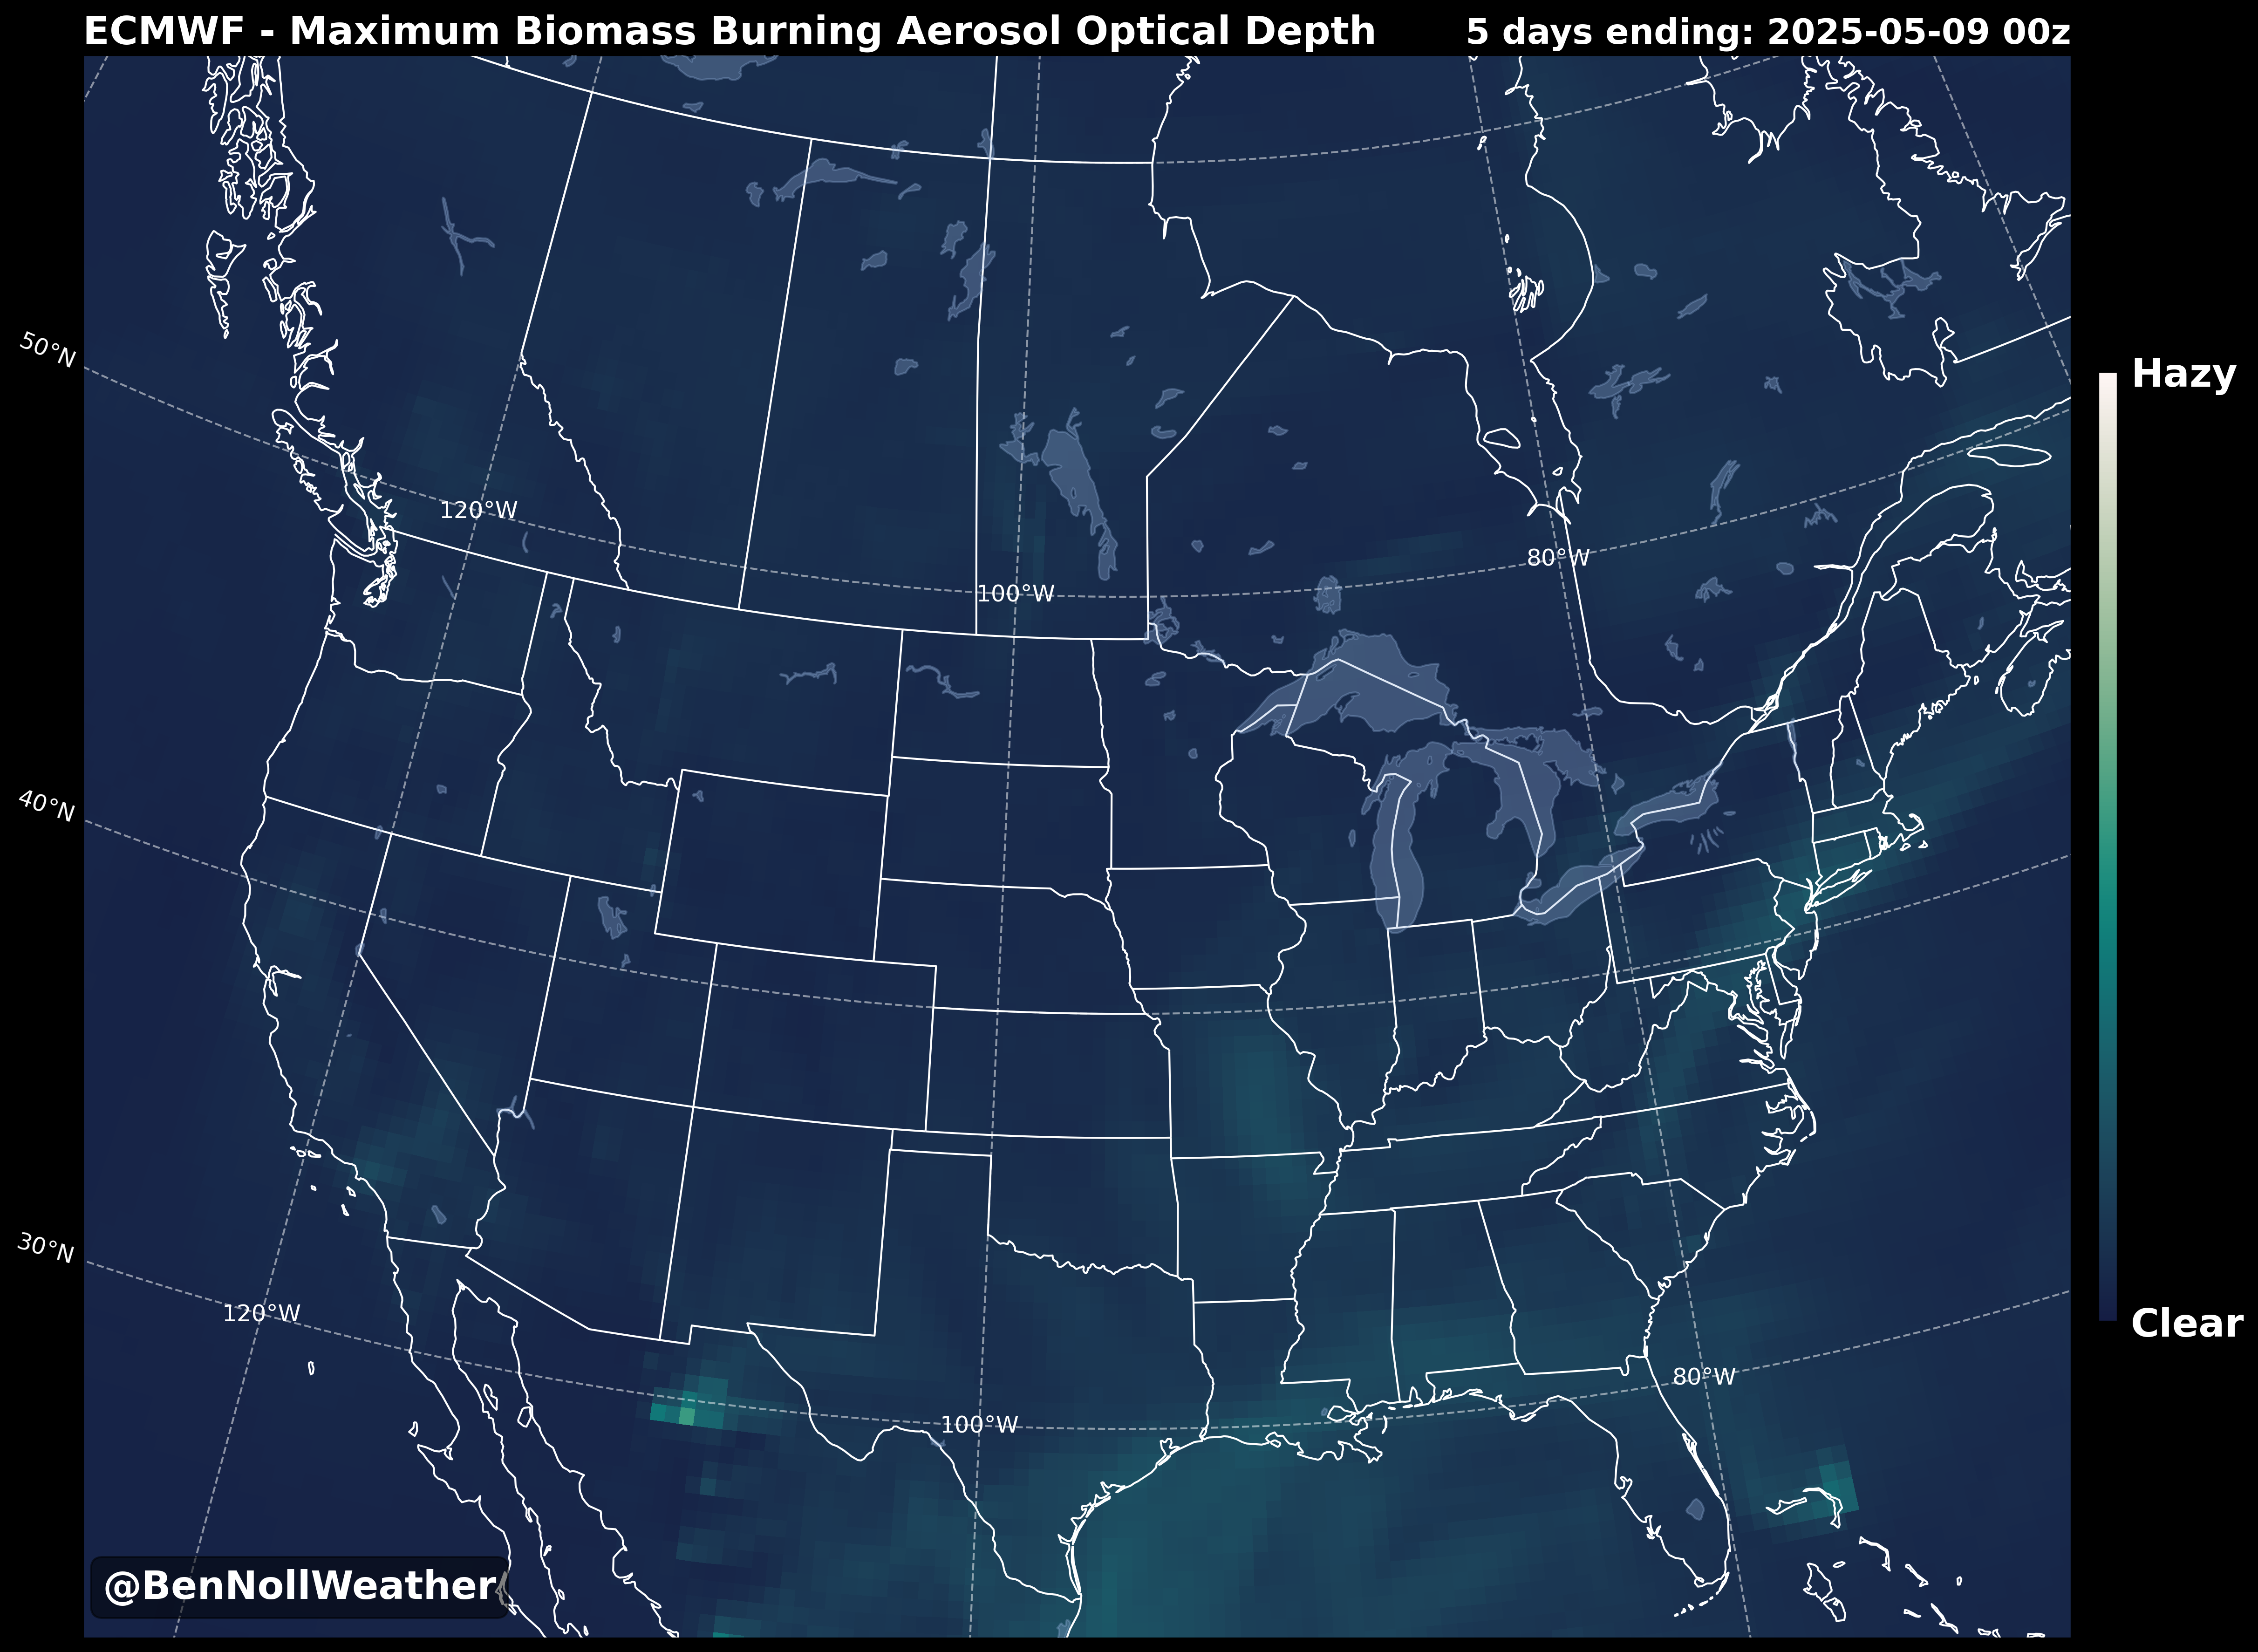 ECMWF - Maximum Biomass Burning Aerosol Optical Depth
5 days ending: 2025-05-09 00z
50°N
Hazy
120°W
80°W
100°W
40°N
30°N
120°W
Clear
80°W
100°W
@BenNollWeather